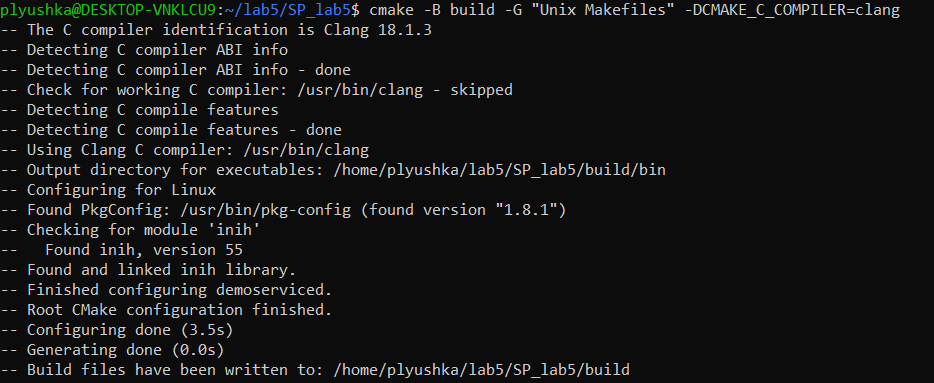 plyushka@DESKTOP-VNKLCU9:~/lab5/SP_lab5$ cmake -B build -G "Unix Makefiles" -DCMAKE_C_COMPILER=clang
-- The C compiler identification is Clang 18.1.3
-- Detecting C compiler ABI info
-- Detecting C compiler ABI info - done
-- Check for working C compiler: /usr/bin/clang - skipped
-- Detecting C compile features
-- Detecting C compile features - done
-- Using Clang C compiler: /usr/bin/clang
-- Output directory for executables: /home/plyushka/lab5/SP_lab5/build/bin
-- Configuring for Linux
-- Found PkgConfig: /usr/bin/pkg-config (found version "1.8.1")
-- Checking for module 'inih'
--   Found inih, version 55
-- Found and linked inih library.
-- Finished configuring demoserviced.
-- Root CMake configuration finished.
-- Configuring done (3.5s)
-- Generating done (0.0s)
-- Build files have been written to: /home/plyushka/lab5/SP_lab5/build